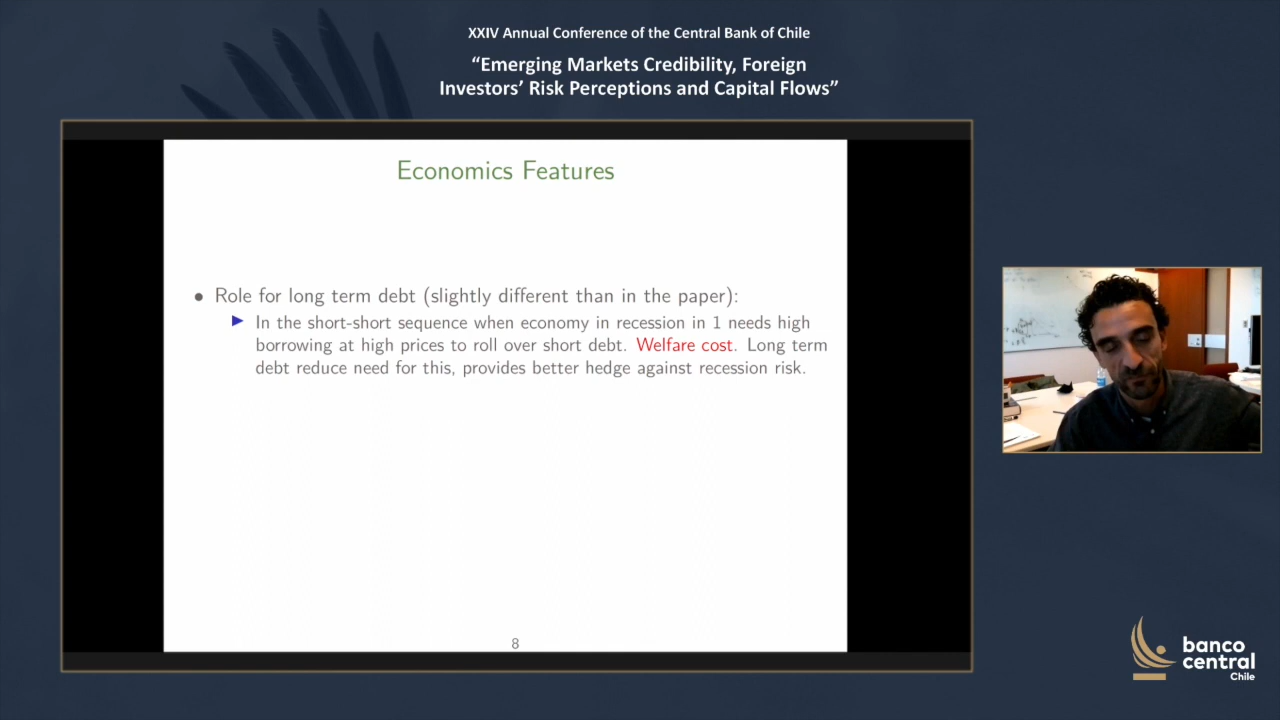 XXIV Annual Conference of the Central Bank of Chile
“Emerging Markets Credibility, Foreign
Investors’ Risk Perceptions and Capital Flows”
Economics Features
• Role for long term debt (slightly different than in the paper):
▶ In the short-short sequence when economy in recession in 1 needs high
borrowing at high prices to roll over short debt. Welfare cost. Long term
debt reduce need for this, provides better hedge against recession risk.
8
banco
central
Chile